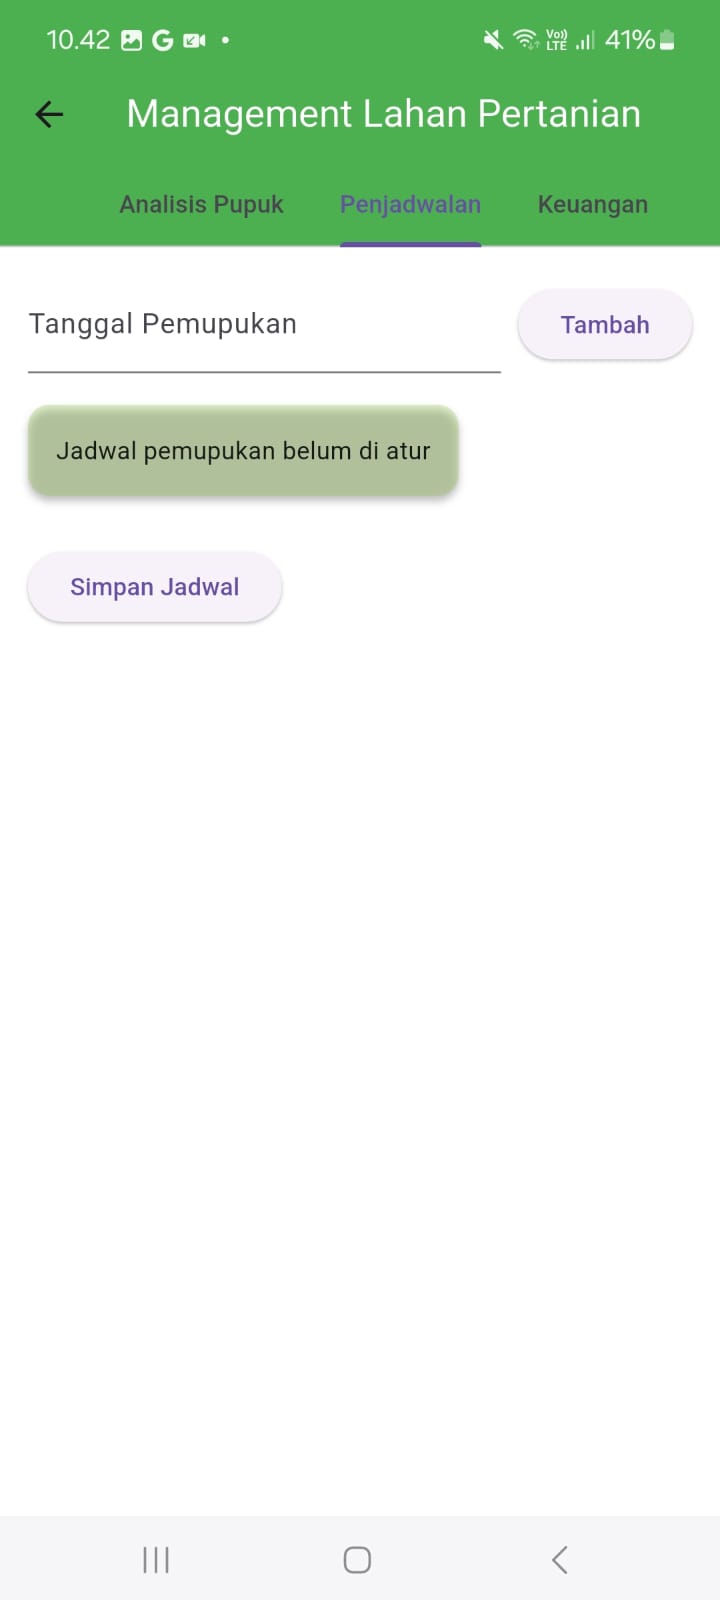 10.42 G 41%
Vo))
LTE
Management Lahan Pertanian
Analisis Pupuk Penjadwalan Keuangan
Tanggal Pemupukan Tambah
Jadwal pemupukan belum di atur
Simpan Jadwal